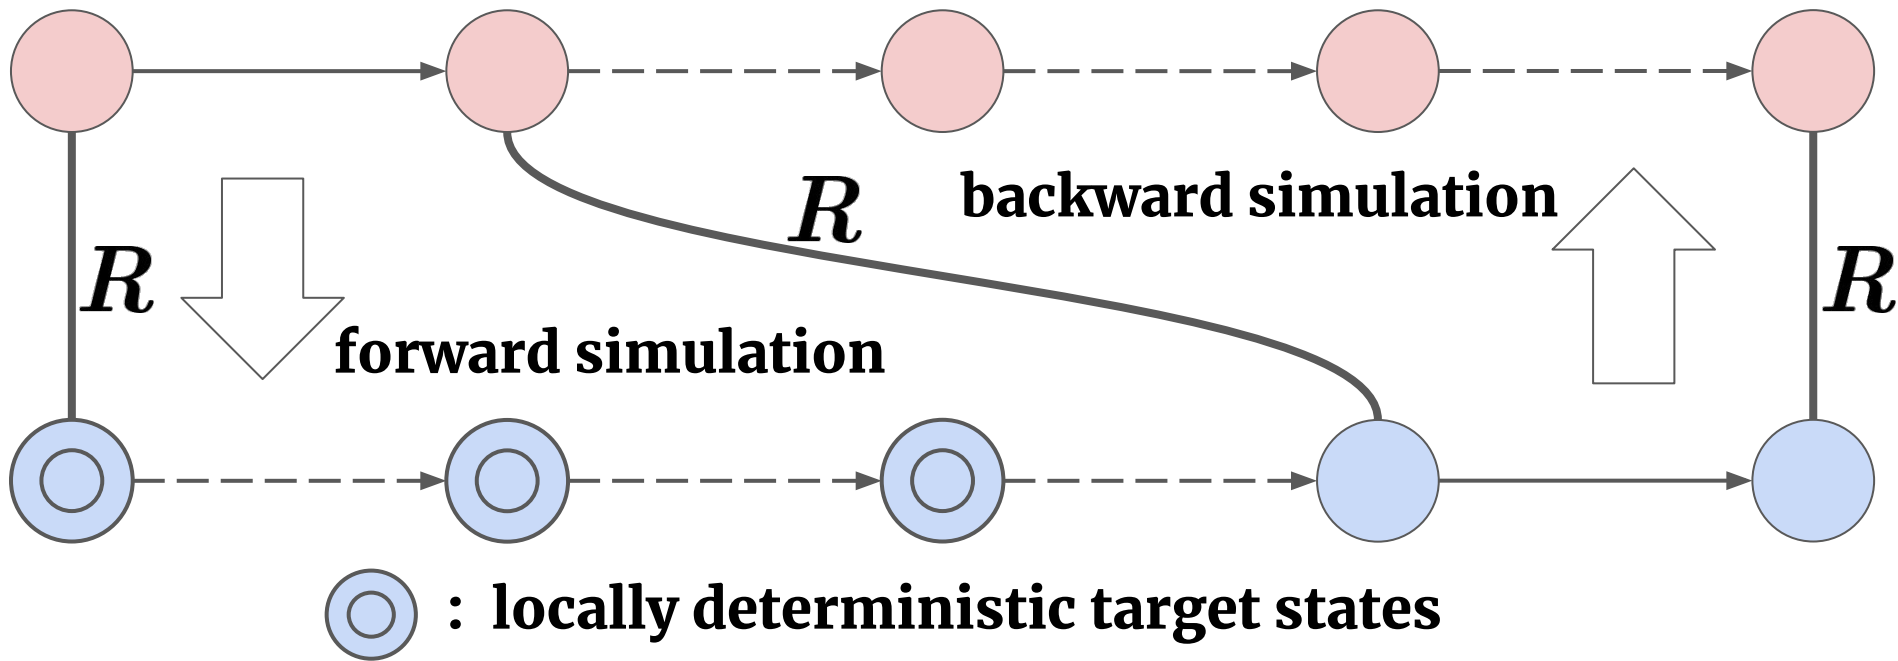 R
backward simulation
R
R
forward simulation
: locally deterministic target states